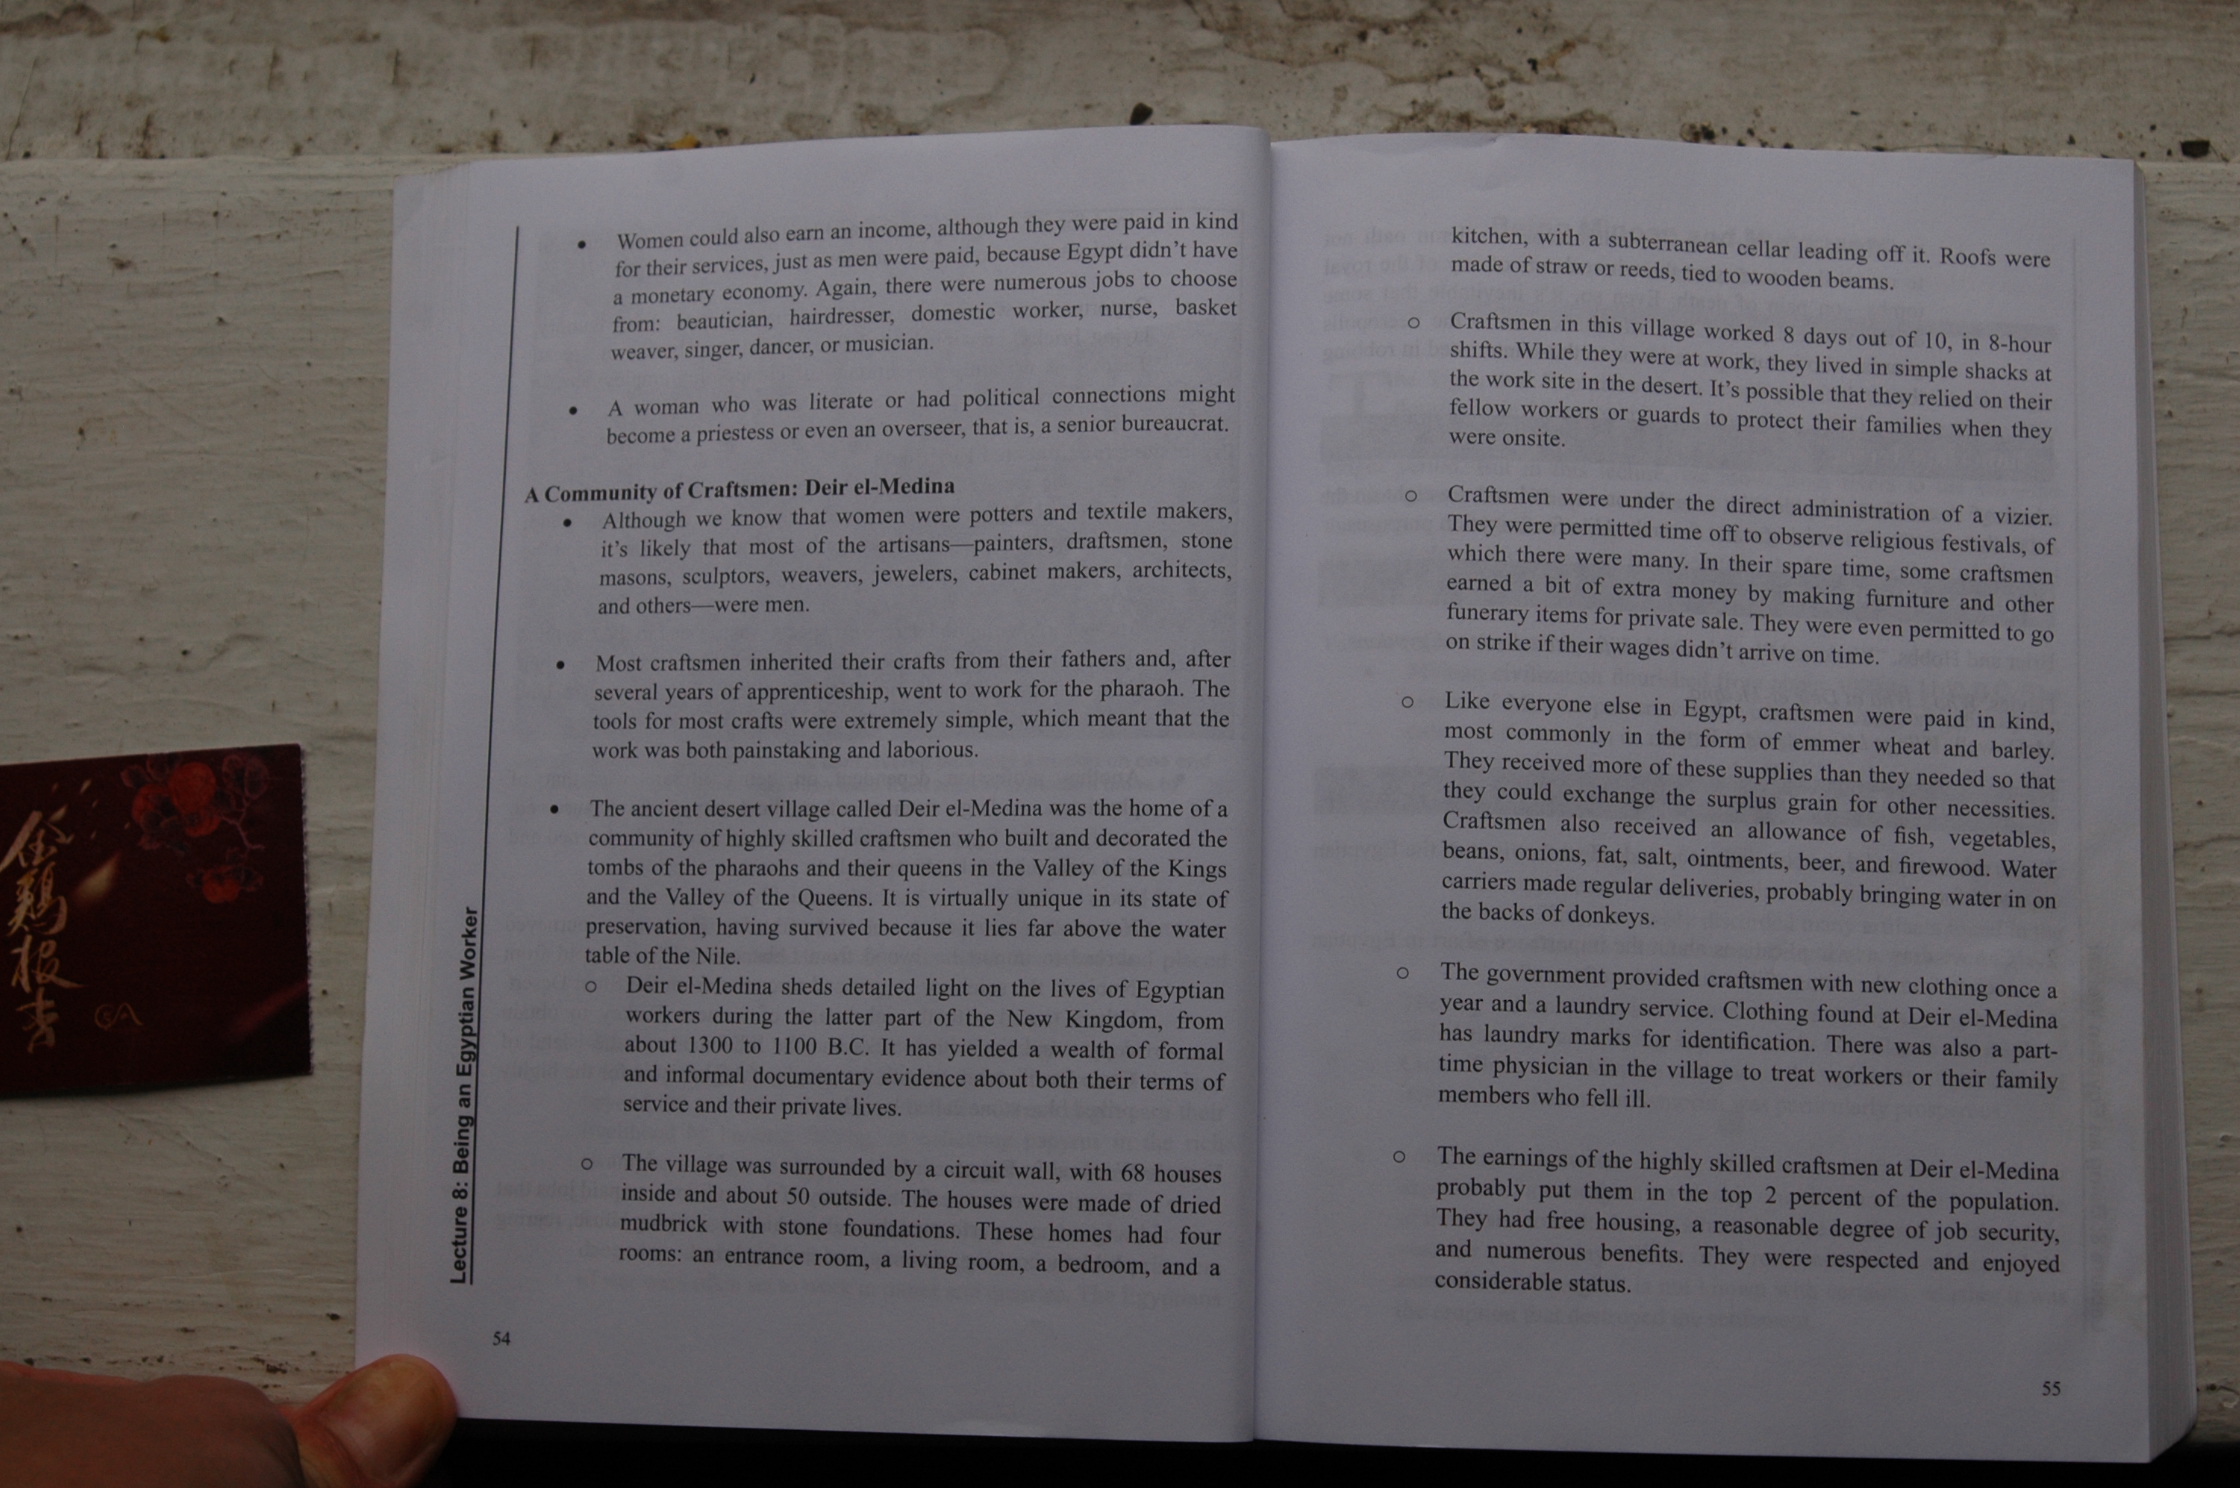 金
鷄
報
喜
Lecture 8: Being an Egyptian Worker
• Women could also earn an income, although they were paid in kind
for their services, just as men were paid, because Egypt didn't have
a monetary economy. Again, there were numerous jobs to choose
from: beautician, hairdresser, domestic worker, nurse, basket
weaver, singer, dancer, or musician.
• A woman who was literate or had political connections might
become a priestess or even an overseer, that is, a senior bureaucrat.
A Community of Craftsmen: Deir el-Medina
• Although we know that women were potters and textile makers,
it's likely that most of the artisans—painters, draftsmen, stone
masons, sculptors, weavers, jewelers, cabinet makers, architects,
and others—were men.
• Most craftsmen inherited their crafts from their fathers and, after
several years of apprenticeship, went to work for the pharaoh. The
tools for most crafts were extremely simple, which meant that the
work was both painstaking and laborious.
• The ancient desert village called Deir el-Medina was the home of a
community of highly skilled craftsmen who built and decorated the
tombs of the pharaohs and their queens in the Valley of the Kings
and the Valley of the Queens. It is virtually unique in its state of
preservation, having survived because it lies far above the water
table of the Nile.
○ Deir el-Medina sheds detailed light on the lives of Egyptian
workers during the latter part of the New Kingdom, from
about 1300 to 1100 B.C. It has yielded a wealth of formal
and informal documentary evidence about both their terms of
service and their private lives.
○ The village was surrounded by a circuit wall, with 68 houses
inside and about 50 outside. The houses were made of dried
mudbrick with stone foundations. These homes had four
rooms: an entrance room, a living room, a bedroom, and a
54
kitchen, with a subterranean cellar leading off it. Roofs were
made of straw or reeds, tied to wooden beams.
○ Craftsmen in this village worked 8 days out of 10, in 8-hour
shifts. While they were at work, they lived in simple shacks at
the work site in the desert. It's possible that they relied on their
fellow workers or guards to protect their families when they
were onsite.
○ Craftsmen were under the direct administration of a vizier.
They were permitted time off to observe religious festivals, of
which there were many. In their spare time, some craftsmen
earned a bit of extra money by making furniture and other
funerary items for private sale. They were even permitted to go
on strike if their wages didn't arrive on time.
○ Like everyone else in Egypt, craftsmen were paid in kind,
most commonly in the form of emmer wheat and barley.
They received more of these supplies than they needed so that
they could exchange the surplus grain for other necessities.
Craftsmen also received an allowance of fish, vegetables,
beans, onions, fat, salt, ointments, beer, and firewood. Water
carriers made regular deliveries, probably bringing water in on
the backs of donkeys.
○ The government provided craftsmen with new clothing once a
year and a laundry service. Clothing found at Deir el-Medina
has laundry marks for identification. There was also a part-
time physician in the village to treat workers or their family
members who fell ill.
○ The earnings of the highly skilled craftsmen at Deir el-Medina
probably put them in the top 2 percent of the population.
They had free housing, a reasonable degree of job security,
and numerous benefits. They were respected and enjoyed
considerable status.
55